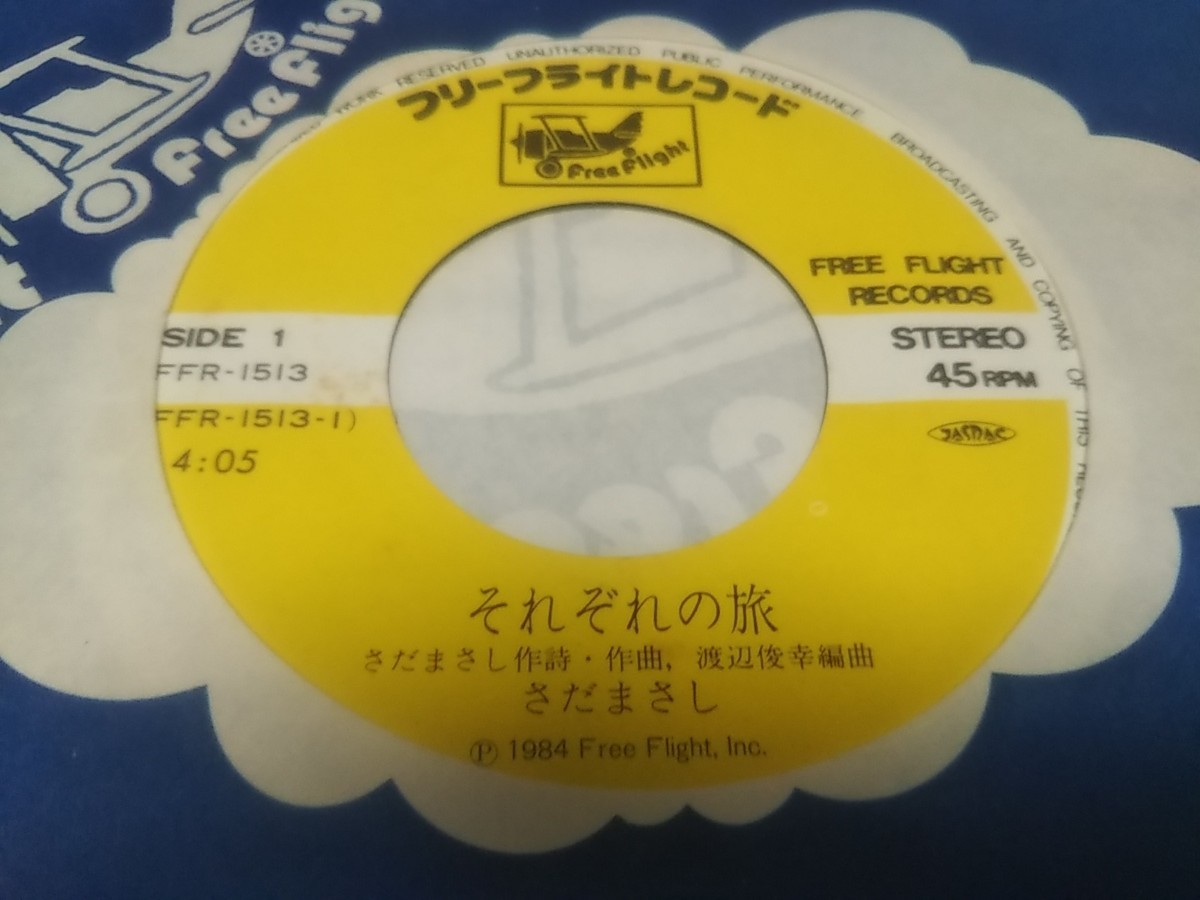 Free Flig
RESERVED UNAUTHORIZED PUBLIC PERFORMANCE BROADCASTING AND COPYING OF THIS
フリーフライトレコード
Free Flight
FREE FLIGHT
RECORDS
SIDE 1
STEREO
FFR-1513
45 RPM
FFR-1513-1)
JASRAC
4:05
それぞれの旅
さだまさし作詩・作曲, 渡辺俊幸編曲
さだまさし
Ⓟ 1984 Free Flight, Inc.